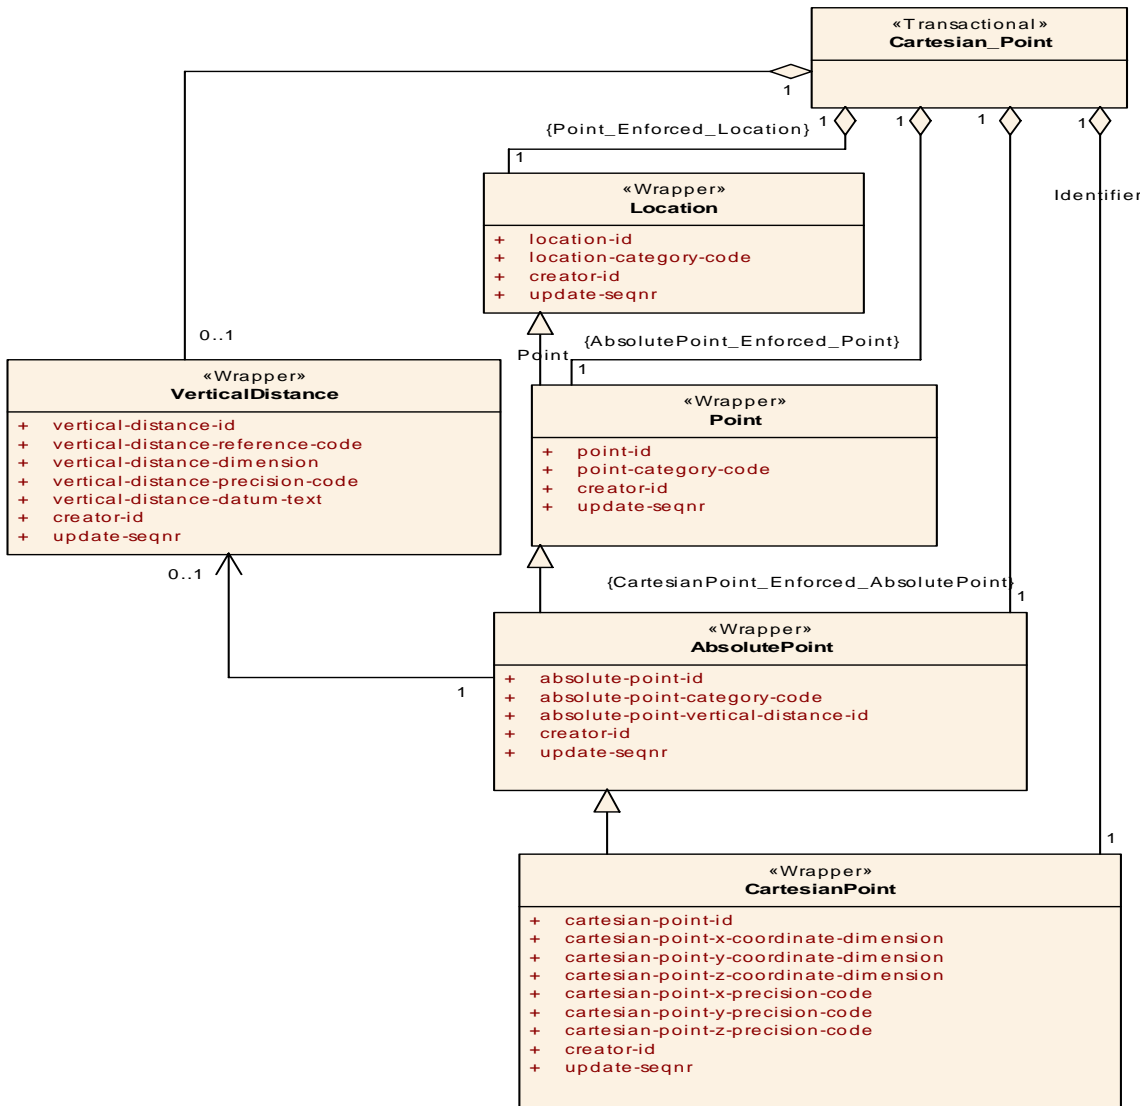 «Transactional»
Cartesian_Point
1
1
1
1
1
{Point_Enforced_Location}
1
«Wrapper»
Location
+ location-id
+ location-category-code
+ creator-id
+ update-seqnr
Identifier
0..1
{AbsolutePoint_Enforced_Point}
Point
1
«Wrapper»
VerticalDistance
+ vertical-distance-id
+ vertical-distance-reference-code
+ vertical-distance-dimension
+ vertical-distance-precision-code
+ vertical-distance-datum-text
+ creator-id
+ update-seqnr
«Wrapper»
Point
+ point-id
+ point-category-code
+ creator-id
+ update-seqnr
0..1
{CartesianPoint_Enforced_AbsolutePoint}
1
«Wrapper»
AbsolutePoint
+ absolute-point-id
+ absolute-point-category-code
+ absolute-point-vertical-distance-id
+ creator-id
+ update-seqnr
1
1
«Wrapper»
CartesianPoint
+ cartesian-point-id
+ cartesian-point-x-coordinate-dimension
+ cartesian-point-y-coordinate-dimension
+ cartesian-point-z-coordinate-dimension
+ cartesian-point-x-precision-code
+ cartesian-point-y-precision-code
+ cartesian-point-z-precision-code
+ creator-id
+ update-seqnr